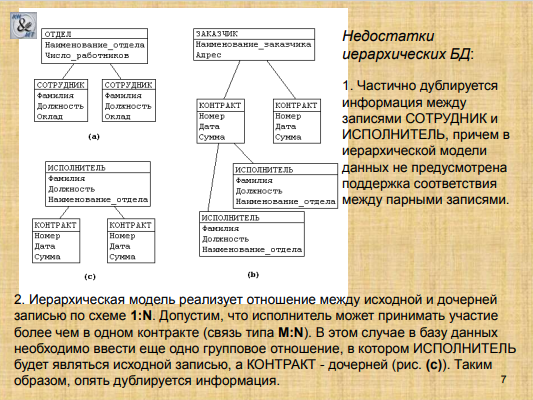 ОТДЕЛ
Наименование_отдела
Число_работников
СОТРУДНИК
Фамилия
Должность
Оклад
СОТРУДНИК
Фамилия
Должность
Оклад
(a)
ЗАКАЗЧИК
Наименование_заказчика
Адрес
КОНТРАКТ
Номер
Дата
Сумма
КОНТРАКТ
Номер
Дата
Сумма
ИСПОЛНИТЕЛЬ
Фамилия
Должность
Наименование_отдела
ИСПОЛНИТЕЛЬ
Фамилия
Должность
Наименование_отдела
(b)
ИСПОЛНИТЕЛЬ
Фамилия
Должность
Наименование_отдела
КОНТРАКТ
Номер
Дата
Сумма
КОНТРАКТ
Номер
Дата
Сумма
(c)
Недостатки
иерархических БД:
1. Частично дублируется
информация между
записями СОТРУДНИК и
ИСПОЛНИТЕЛЬ, причем в
иерархической модели
данных не предусмотрена
поддержка соответствия
между парными записями.
2. Иерархическая модель реализует отношение между исходной и дочерней
записью по схеме 1:N. Допустим, что исполнитель может принимать участие
более чем в одном контракте (связь типа M:N). В этом случае в базу данных
необходимо ввести еще одно групповое отношение, в котором ИСПОЛНИТЕЛЬ
будет являться исходной записью, а КОНТРАКТ - дочерней (рис. (c)). Таким
образом, опять дублируется информация.
7